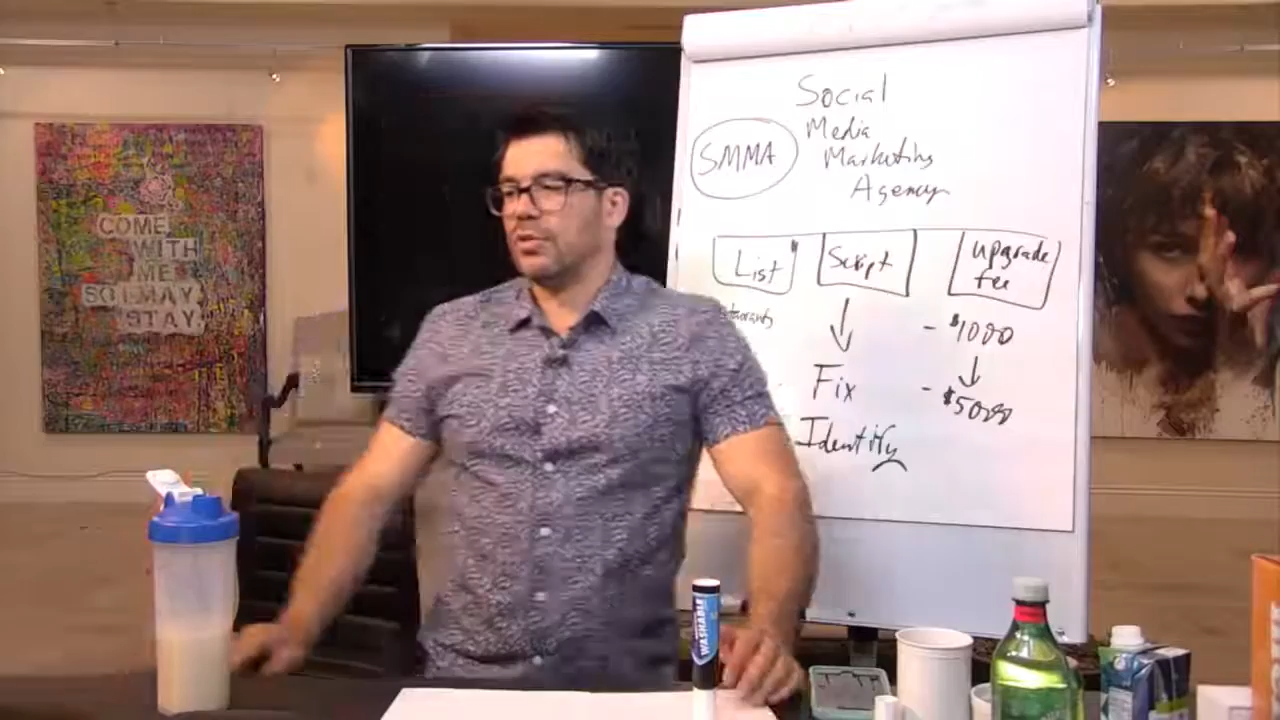 COME
WITH
ME
SO I MAY
STAY.
Social
Media
Marketing
Agency
SMMA
List
Script
upgrade
fee
- $1000
Fix
- $5000
Identify
WASHABLE